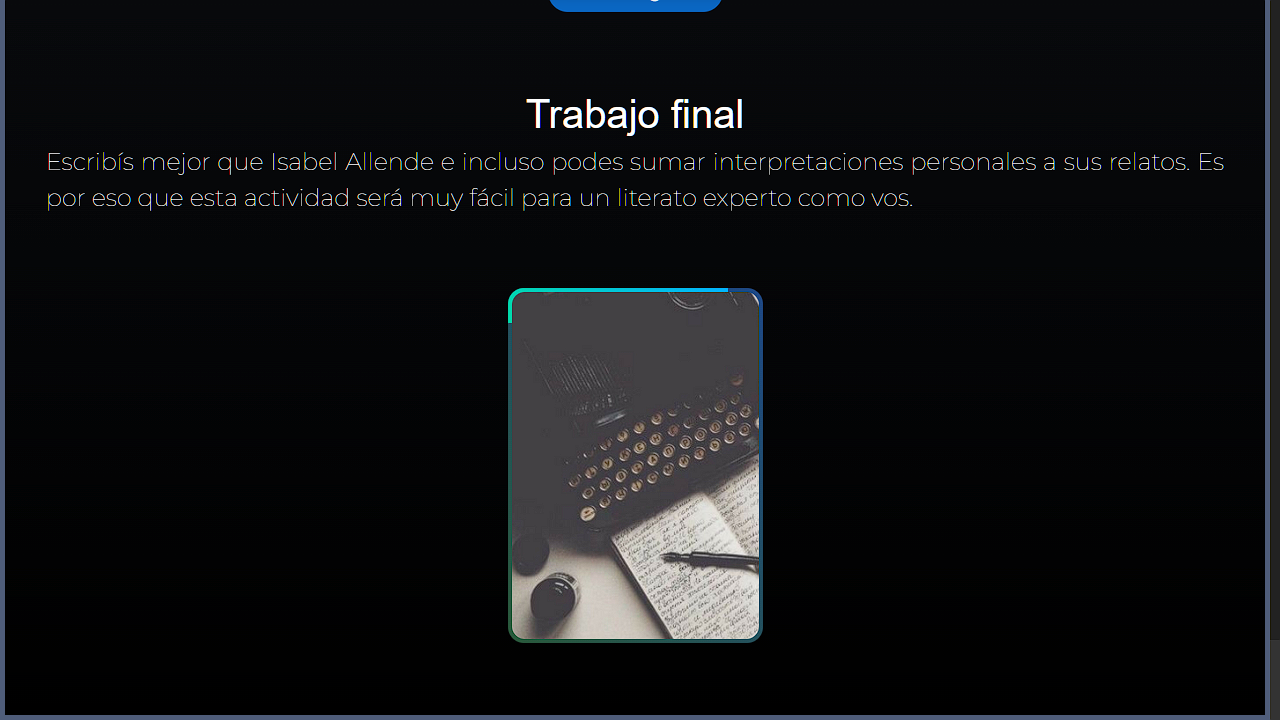 Trabajo final
Escribís mejor que Isabel Allende e incluso podes sumar interpretaciones personales a sus relatos. Es
por eso que esta actividad será muy fácil para un literato experto como vos.